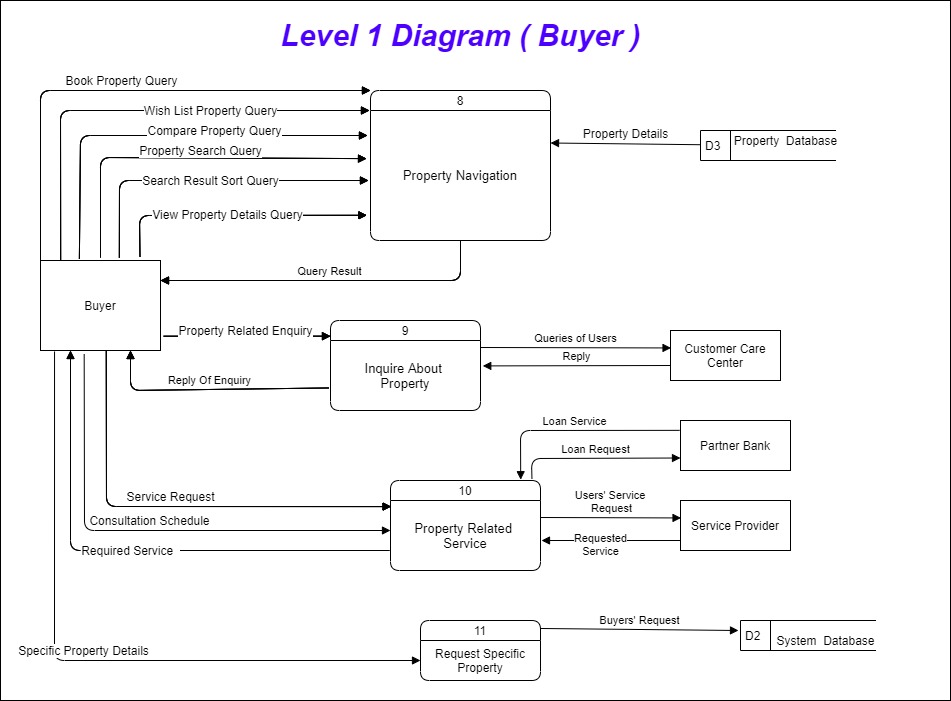 Level 1 Diagram ( Buyer )
Book Property Query
8
Wish List Property Query
Compare Property Query
Property Search Query
Search Result Sort Query
View Property Details Query
Property Navigation
Property Details
D3
Property Database
Query Result
Buyer
Property Related Enquiry
9
Inquire About
Property
Queries of Users
Reply
Customer Care
Center
Reply Of Enquiry
Loan Service
Loan Request
Partner Bank
10
Property Related
Service
Service Request
Consultation Schedule
Required Service
Users' Service
Request
Requested
Service
Service Provider
11
Request Specific
Property
Specific Property Details
Buyers' Request
D2
System Database